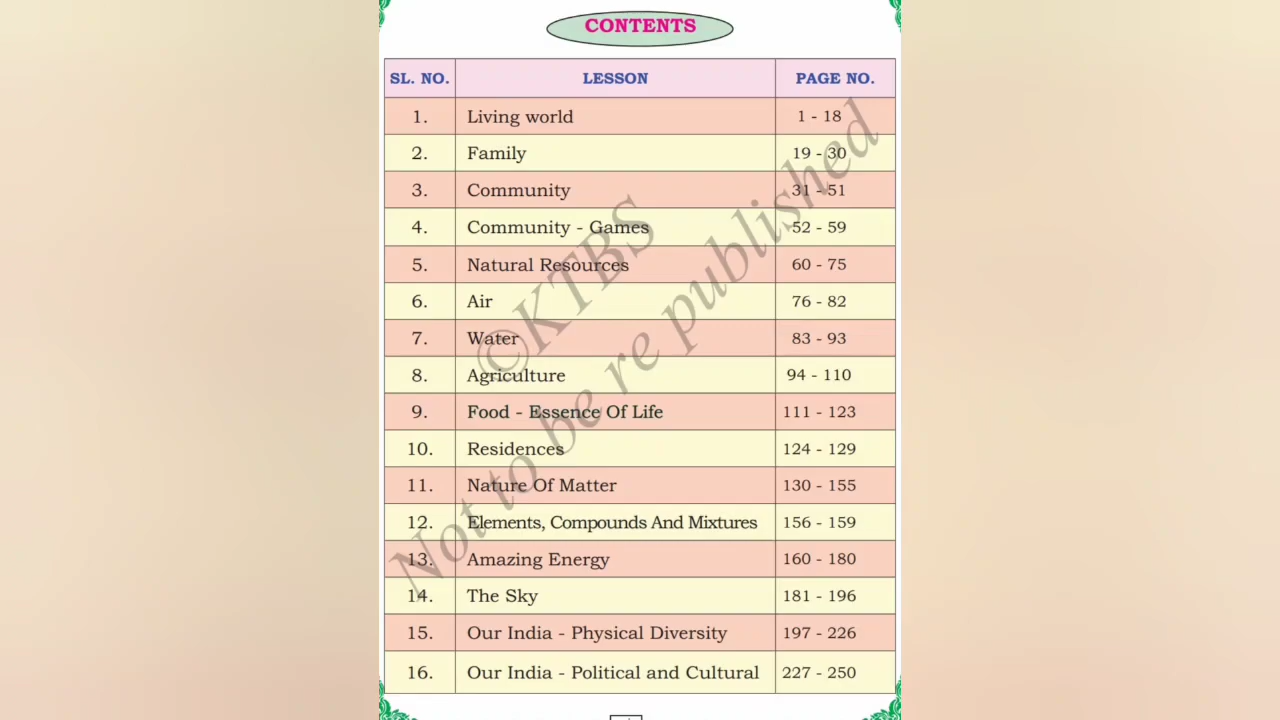 CONTENTS
SL. NO. LESSON PAGE NO.
1. Living world 1 - 18
2. Family 19 - 30
3. Community 31 - 51
4. Community - Games 52 - 59
5. Natural Resources 60 - 75
6. Air 76 - 82
7. Water 83 - 93
8. Agriculture 94 - 110
9. Food - Essence Of Life 111 - 123
10. Residences 124 - 129
11. Nature Of Matter 130 - 155
12. Elements, Compounds And Mixtures 156 - 159
13. Amazing Energy 160 - 180
14. The Sky 181 - 196
15. Our India - Physical Diversity 197 - 226
16. Our India - Political and Cultural 227 - 250
©KTBS
Not to be re published